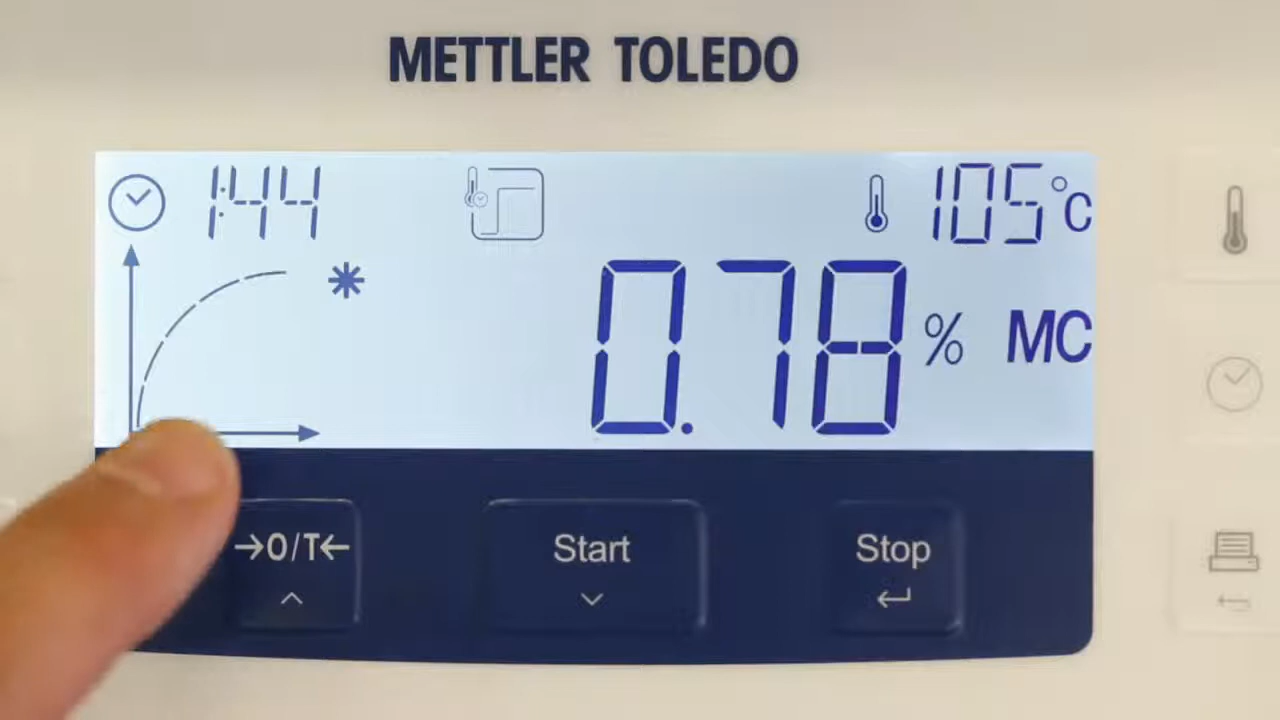 METTLER TOLEDO
1:44 105°C
0.78 % MC
→0/T← Start Stop